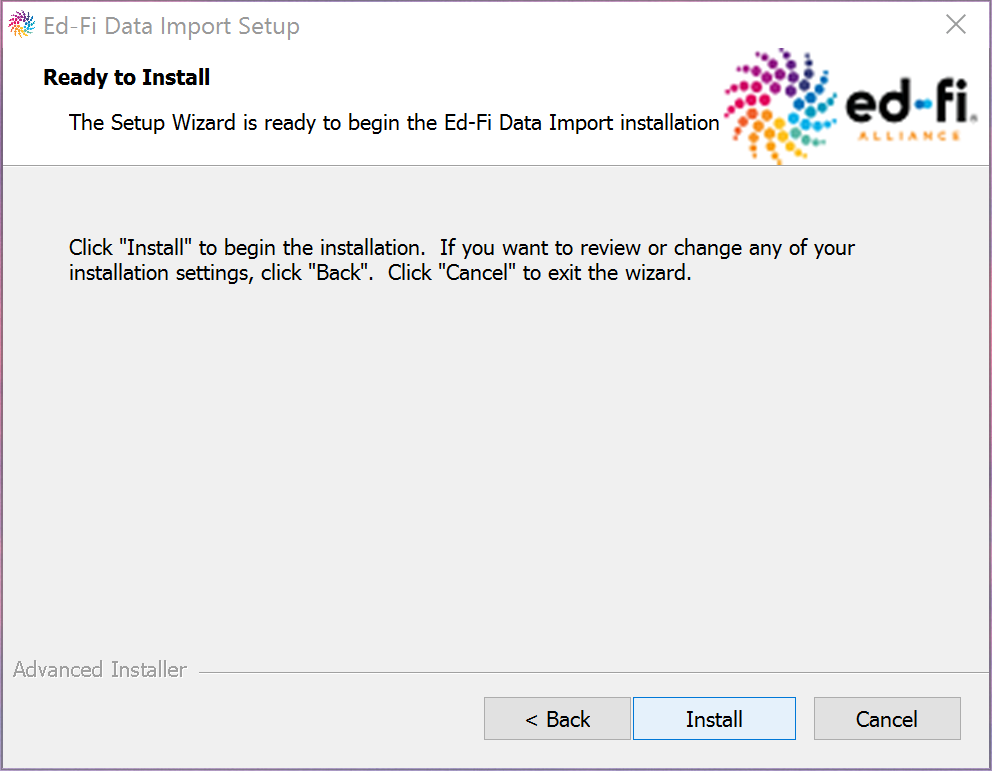 Ed-Fi Data Import Setup
Ready to Install
The Setup Wizard is ready to begin the Ed-Fi Data Import installation
ed-fi®
ALLIANCE
Click "Install" to begin the installation.  If you want to review or change any of your
installation settings, click "Back".  Click "Cancel" to exit the wizard.
Advanced Installer
< Back
Install
Cancel